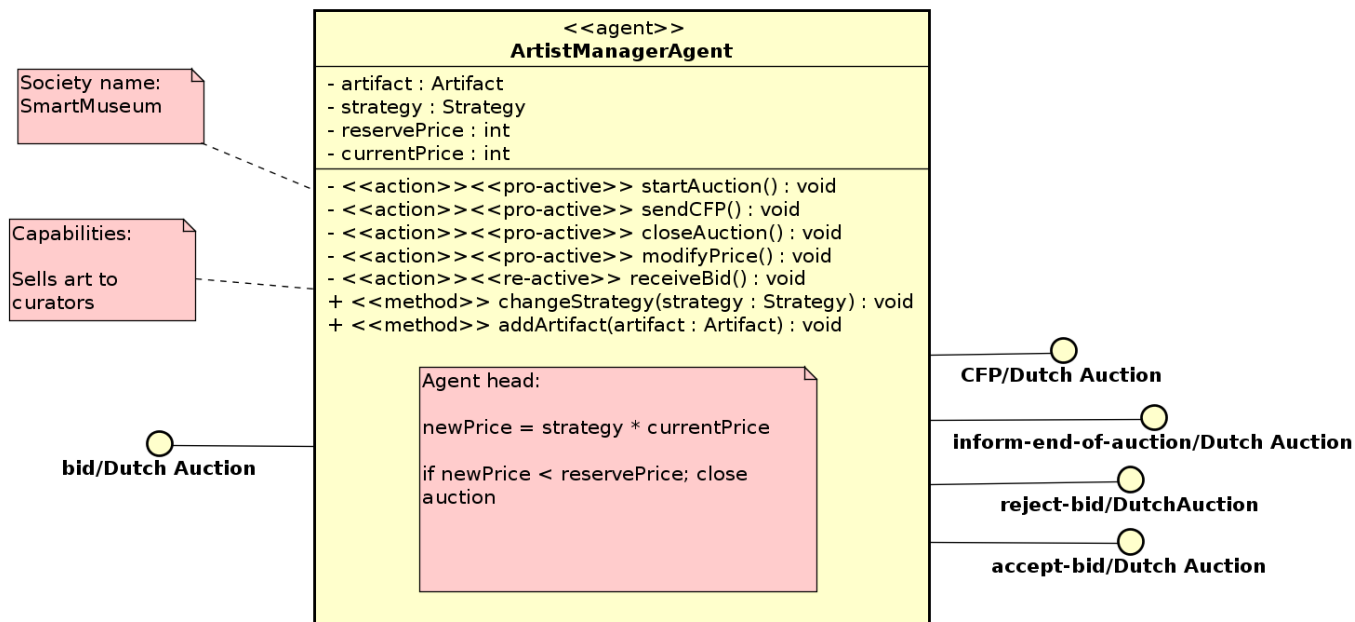 <<agent>>
ArtistManagerAgent
- artifact : Artifact
- strategy : Strategy
- reservePrice : int
- currentPrice : int
- <<action>><<pro-active>> startAuction() : void
- <<action>><<pro-active>> sendCFP() : void
- <<action>><<pro-active>> closeAuction() : void
- <<action>><<pro-active>> modifyPrice() : void
- <<action>><<re-active>> receiveBid() : void
+ <<method>> changeStrategy(strategy : Strategy) : void
+ <<method>> addArtifact(artifact : Artifact) : void
Society name:
SmartMuseum
Capabilities:
Sells art to
curators
Agent head:
newPrice = strategy * currentPrice
if newPrice < reservePrice; close
auction
bid/Dutch Auction
CFP/Dutch Auction
inform-end-of-auction/Dutch Auction
reject-bid/DutchAuction
accept-bid/Dutch Auction